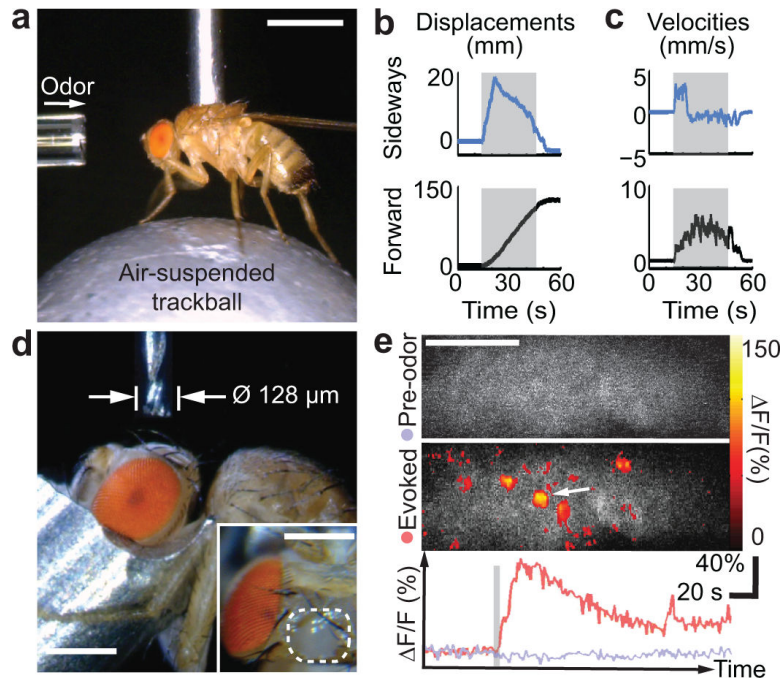 a
Odor
Air-suspended
trackball
b
Displacements
(mm)
Sideways
20
0
Forward
150
0
0 30 60
Time (s)
c
Velocities
(mm/s)
5
0
−5
10
0
0 30 60
Time (s)
d
Ø 128 µm
e
Pre-odor
Evoked
150
ΔF/F(%)
0
40%
20 s
ΔF/F (%)
Time